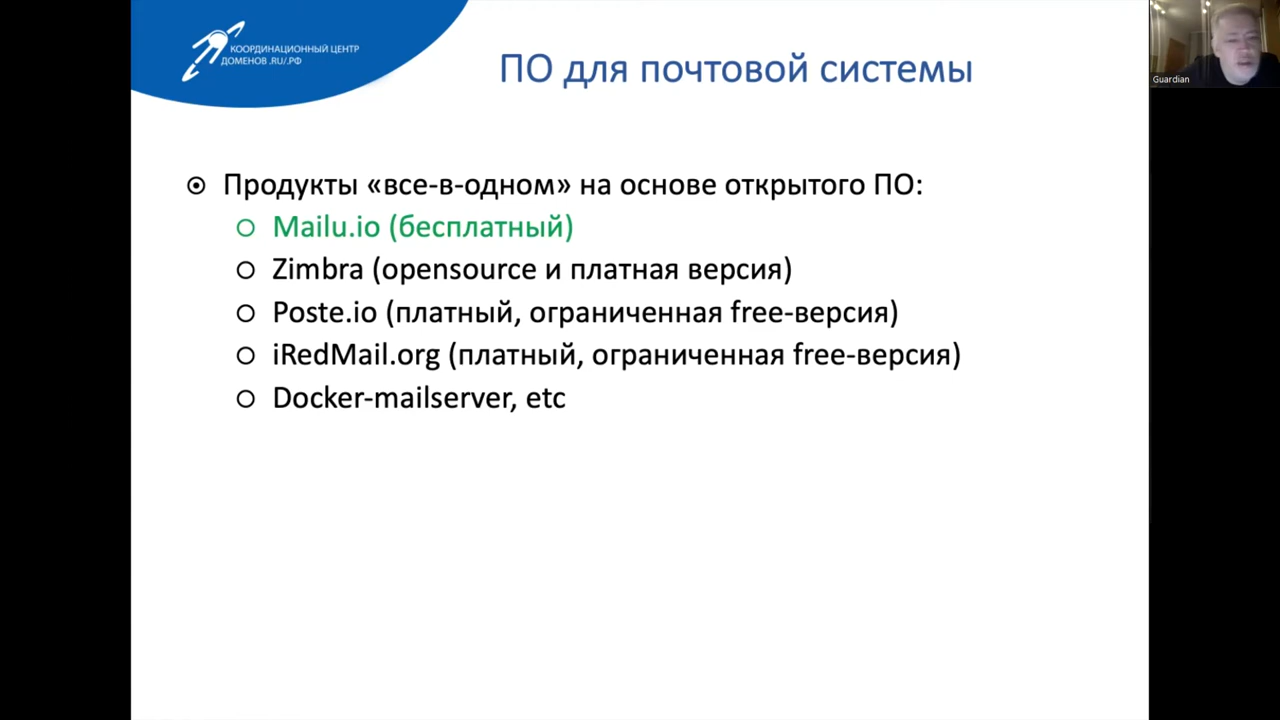 КООРДИНАЦИОННЫЙ ЦЕНТР
ДОМЕНОВ .RU/.РФ
ПО для почтовой системы
Guardian
Продукты «все-в-одном» на основе открытого ПО:
Mailu.io (бесплатный)
Zimbra (opensource и платная версия)
Poste.io (платный, ограниченная free-версия)
iRedMail.org (платный, ограниченная free-версия)
Docker-mailserver, etc